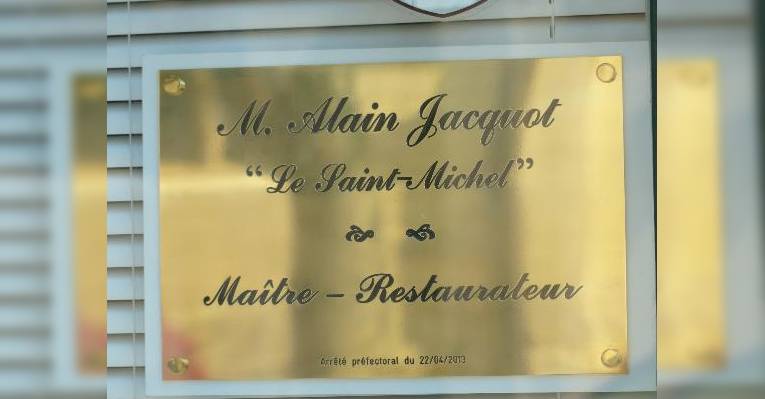 M. Alain Jacquot
“Le Saint-Michel”
Maître – Restaurateur
Arrêté préfectoral du 22/04/2013